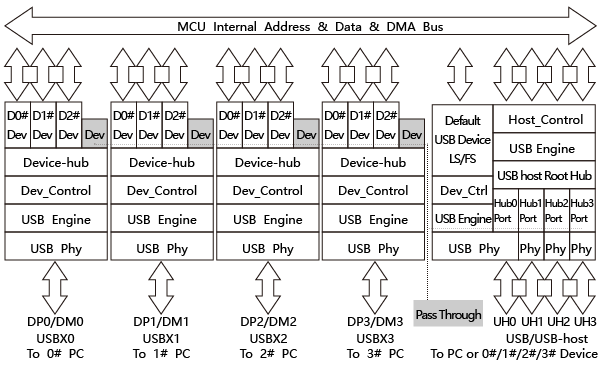 MCU Internal Address & Data & DMA Bus
D0# D1# D2#
Dev Dev Dev Dev
Device-hub
Dev_Control
USB Engine
USB Phy
DP0/DM0
USBX0
To 0# PC
D0# D1# D2#
Dev Dev Dev Dev
Device-hub
Dev_Control
USB Engine
USB Phy
DP1/DM1
USBX1
To 1# PC
D0# D1# D2#
Dev Dev Dev Dev
Device-hub
Dev_Control
USB Engine
USB Phy
DP2/DM2
USBX2
To 2# PC
D0# D1# D2#
Dev Dev Dev Dev
Device-hub
Dev_Control
USB Engine
USB Phy
DP3/DM3
USBX3
To 3# PC
Pass Through
Default
USB Device
LS/FS
Dev_Ctrl
USB Engine
USB Phy
Host_Control
USB Engine
USB host Root Hub
Hub0 Hub1 Hub2 Hub3
Port Port Port Port
Phy Phy Phy
UH0 UH1 UH2 UH3
USB/USB-host
To PC or 0#/1#/2#/3# Device